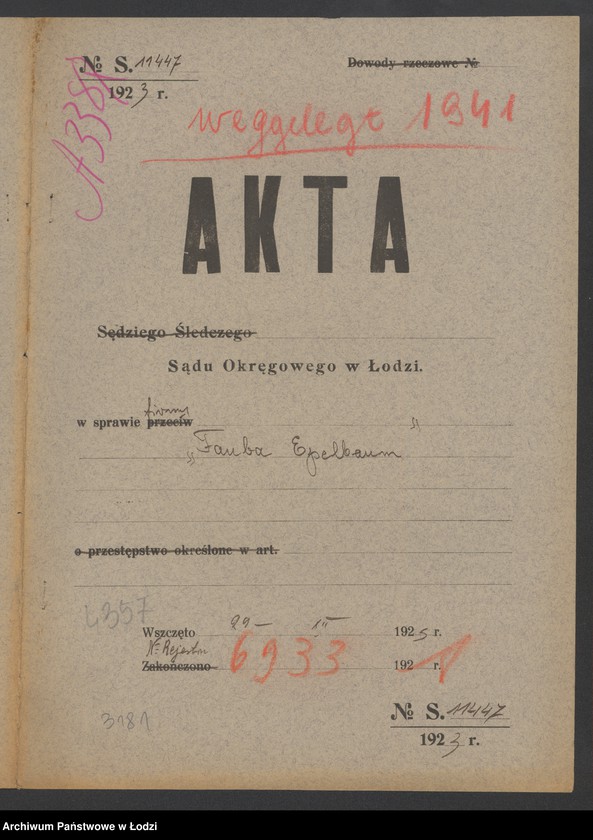 № S. 11447
1923 r.
Dowody rzeczowe №
A338
weggelegt 1941
AKTA
Sędziego Śledczego
Sądu Okręgowego w Łodzi.
firmy
w sprawie przeciw
„Fauba Epelbaum"
o przestępstwo określone w art.
4357
Wszczęto 29 – XII 1925 r.
№ Rejestru
Zakończono 6933 192 r.
3181
№ S. 11447
1923 r.
Archiwum Państwowe w Łodzi